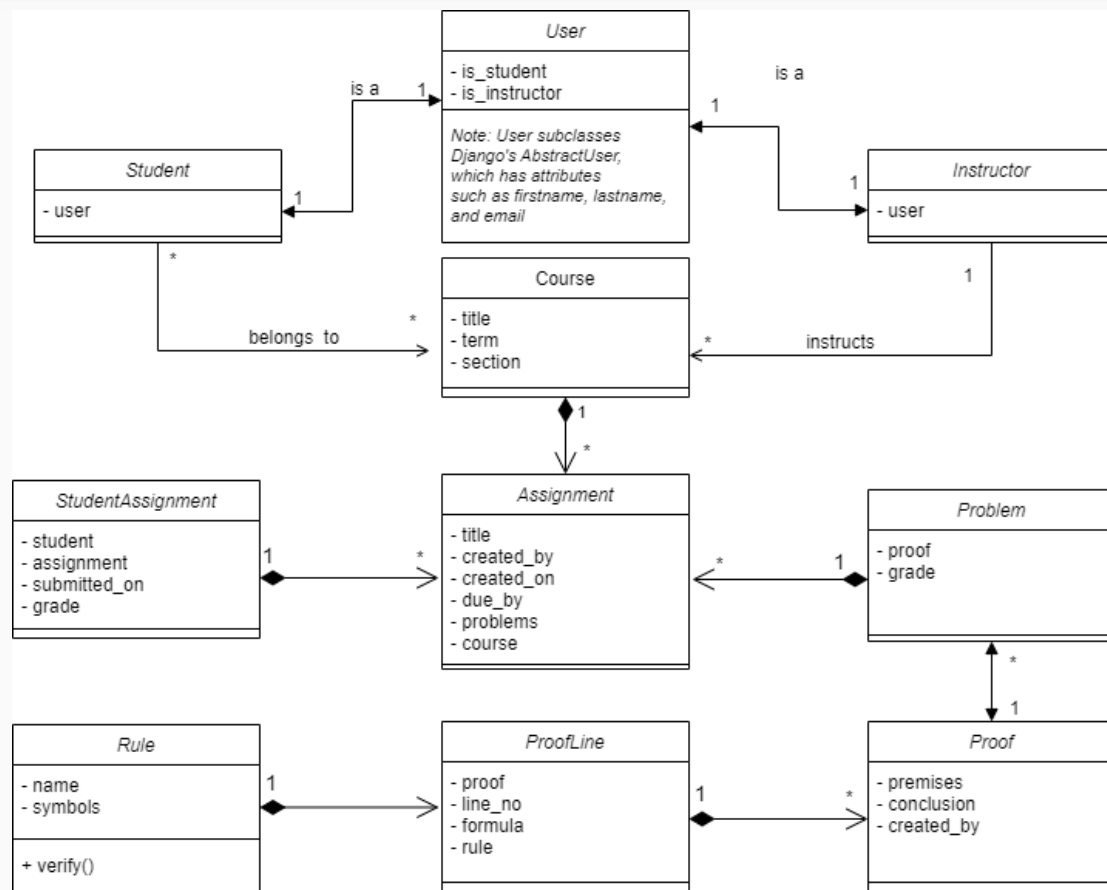 User
- is_student
- is_instructor
Note: User subclasses
Django's AbstractUser,
which has attributes
such as firstname, lastname,
and email
is a
1
1
is a
1
1
Student
- user
Instructor
- user
*
belongs to
*
1
instructs
*
Course
- title
- term
- section
1
*
StudentAssignment
- student
- assignment
- submitted_on
- grade
1
*
Assignment
- title
- created_by
- created_on
- due_by
- problems
- course
*
1
Problem
- proof
- grade
*
1
Rule
- name
- symbols
+ verify()
1
ProofLine
- proof
- line_no
- formula
- rule
1
*
Proof
- premises
- conclusion
- created_by